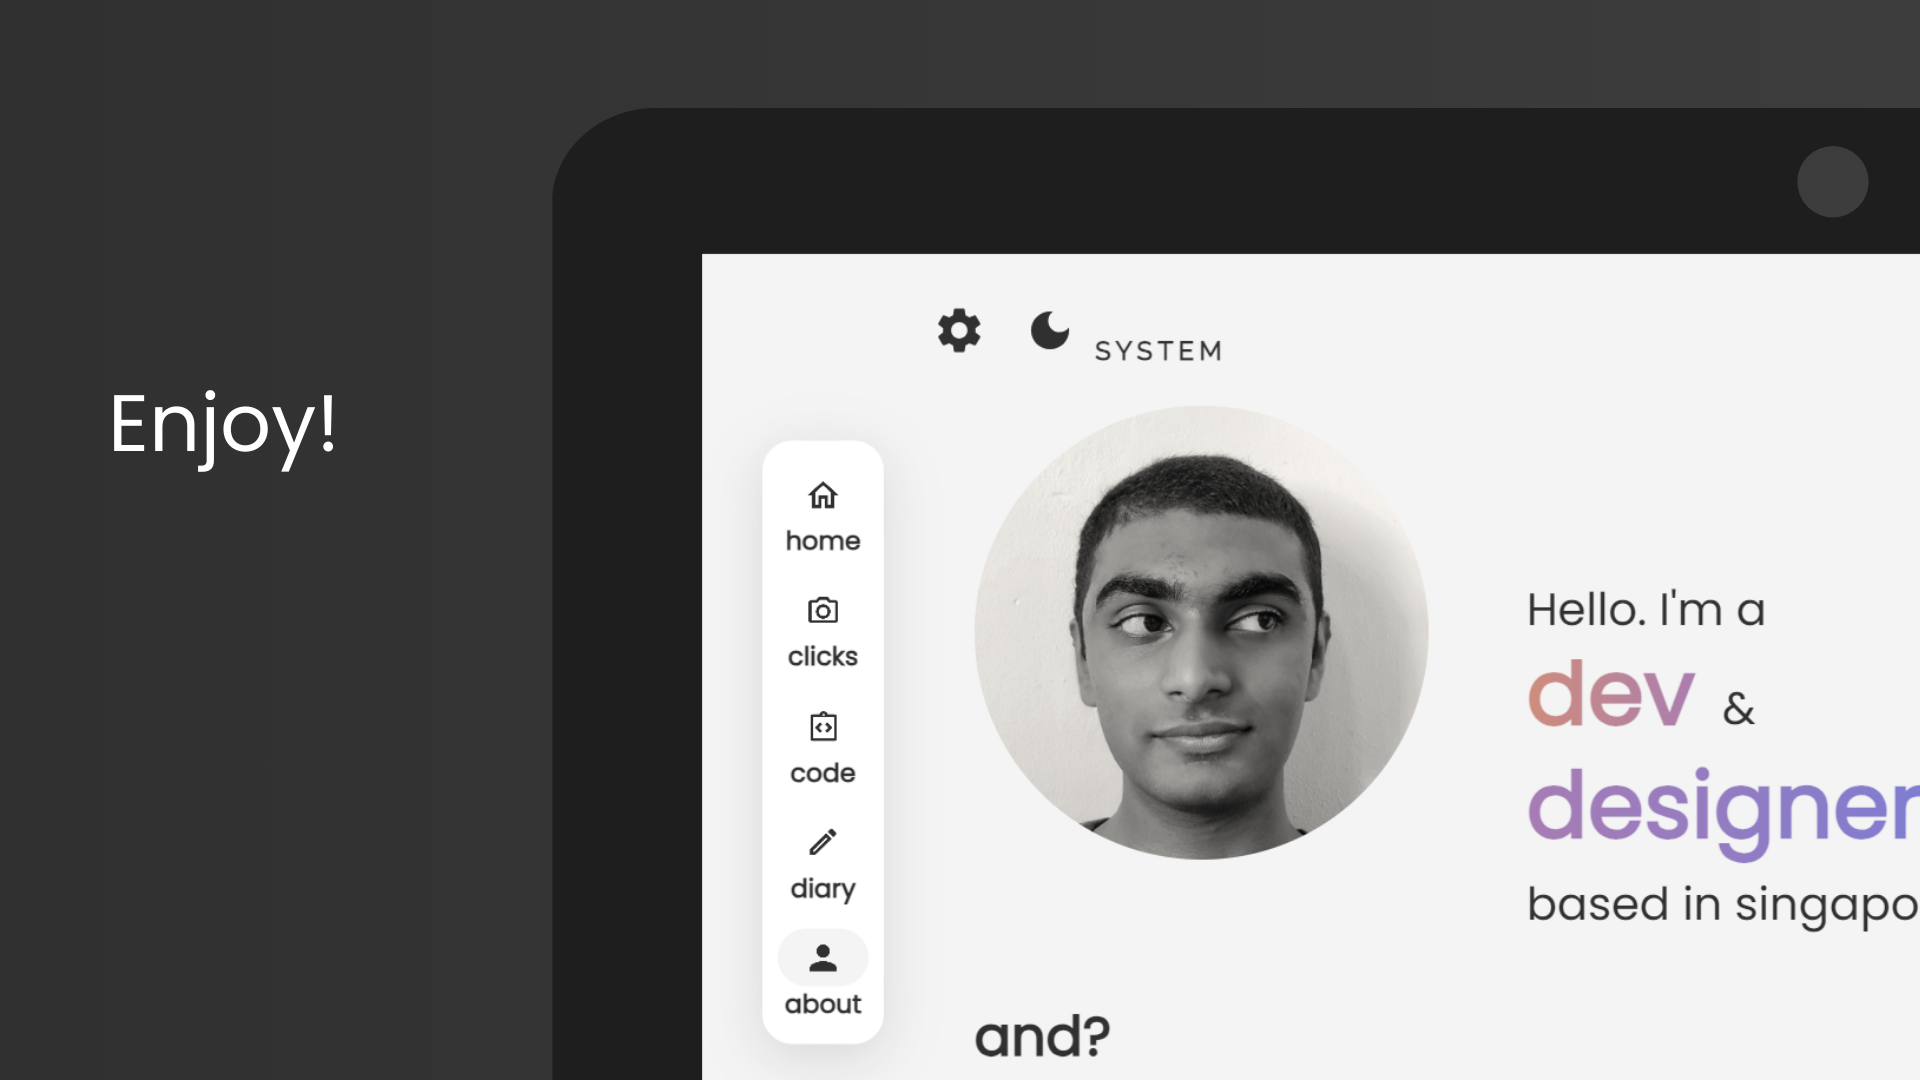 Enjoy!
SYSTEM
home
clicks
code
diary
about
Hello. I'm a
dev &
designer
based in singapo
and?